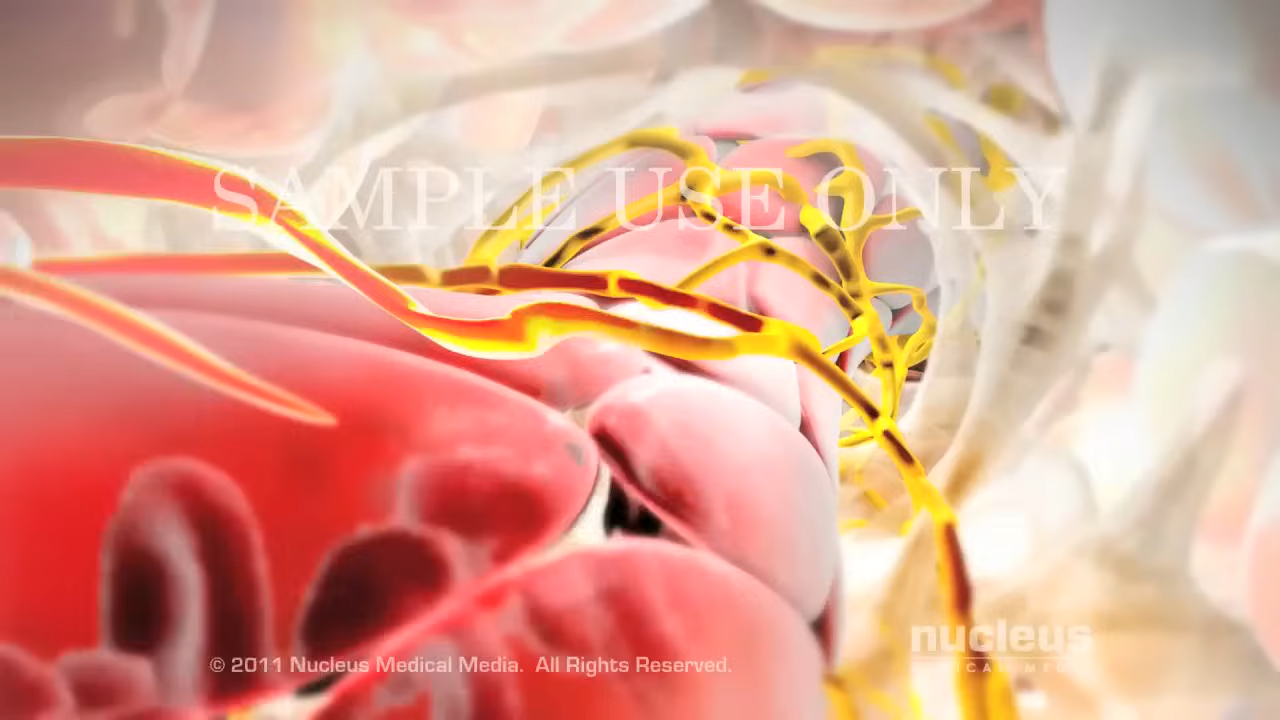 SAMPLE USE ONLY
nucleus
© 2011 Nucleus Medical Media. All Rights Reserved.